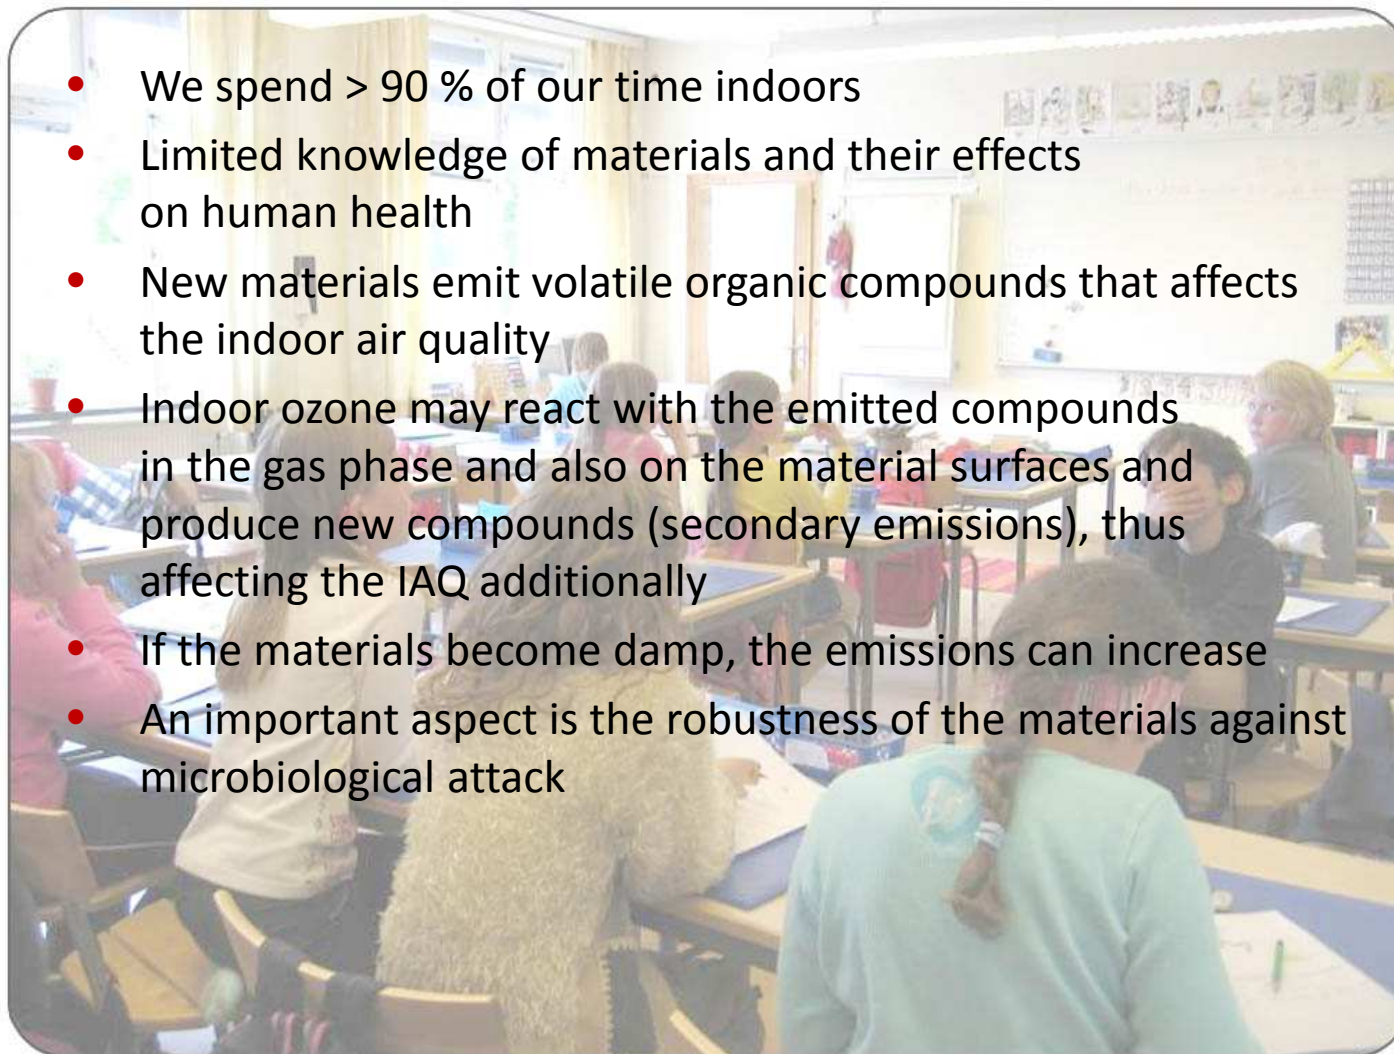 • We spend > 90 % of our time indoors
• Limited knowledge of materials and their effects
on human health
• New materials emit volatile organic compounds that affects
the indoor air quality
• Indoor ozone may react with the emitted compounds
in the gas phase and also on the material surfaces and
produce new compounds (secondary emissions), thus
affecting the IAQ additionally
• If the materials become damp, the emissions can increase
• An important aspect is the robustness of the materials against
microbiological attack